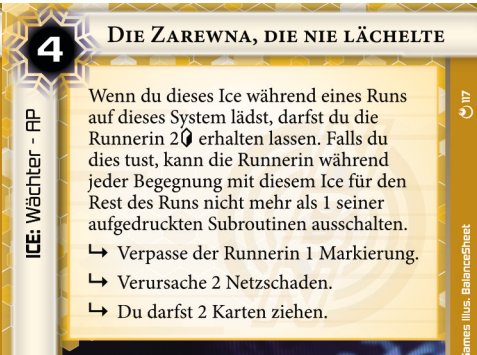 4
DIE ZAREWNA, DIE NIE LÄCHELTE
Wenn du dieses Ice während eines Runs
auf dieses System lädst, darfst du die
Runnerin 2 erhalten lassen. Falls du
dies tust, kann die Runnerin während
jeder Begegnung mit diesem Ice für den
Rest des Runs nicht mehr als 1 seiner
aufgedruckten Subroutinen ausschalten.
↳ Verpasse der Runnerin 1 Markierung.
↳ Verursache 2 Netzschaden.
↳ Du darfst 2 Karten ziehen.
ICE: Wächter - AP
117
Games Illus. BalanceSheet